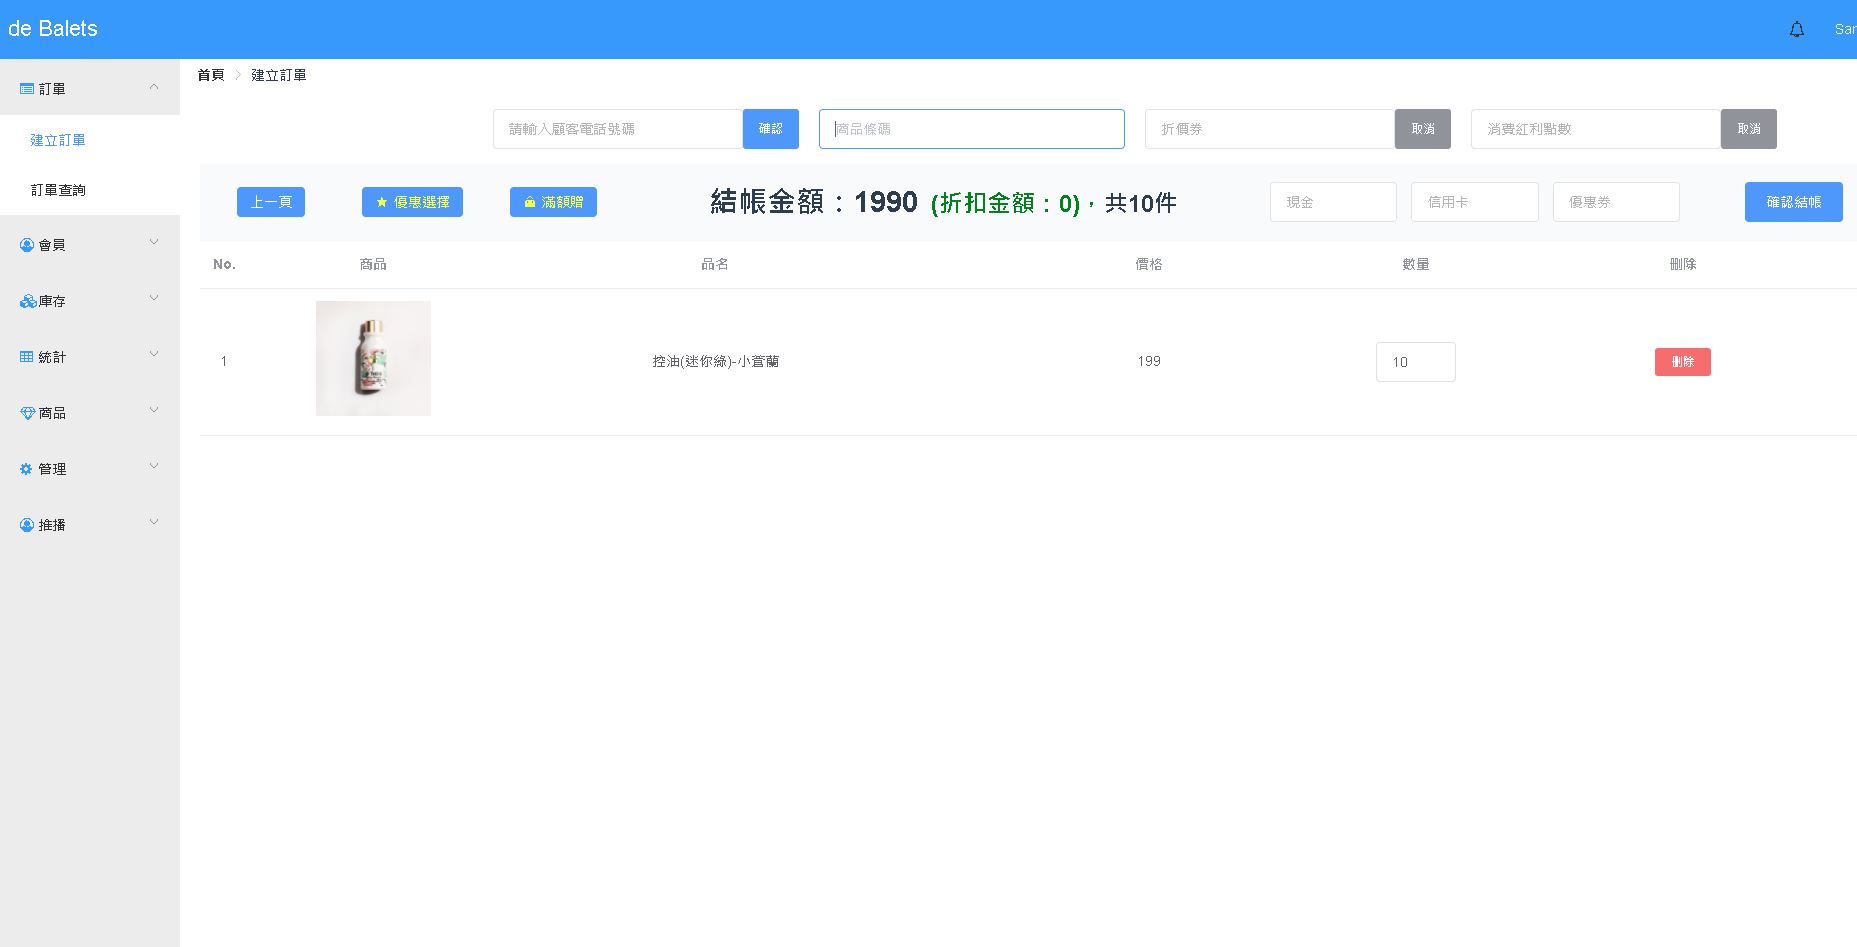 de Balets
San
訂單
建立訂單
訂單查詢
會員
庫存
統計
商品
管理
推播
首頁 > 建立訂單
請輸入顧客電話號碼 確認 商品條碼 折價券 取消 消費紅利點數 取消
上一頁 優惠選擇 滿額贈 結帳金額：1990 (折扣金額：0)，共10件 現金 信用卡 優惠券 確認結帳
No. 商品 品名 價格 數量 刪除
1 控油(迷你綠)-小蒼蘭 199 10 刪除